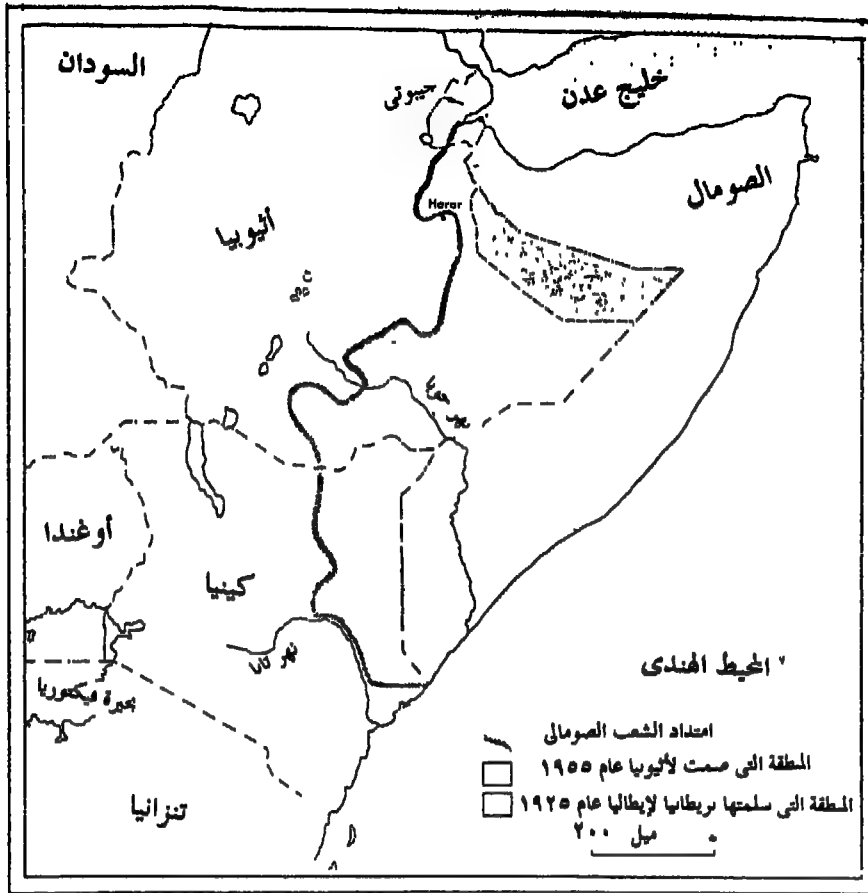 السودان
خليج عدن
جيبوتى
الصومال
Harar
أثيوبيا
أوغندا
كينيا
نهر تانا
المحيط الهندى
بحيرة فيكتوريا
تنزانيا
امتداد الشعب الصومالى
المنطقة التى ضمت لأثيوبيا عام ١٩٥٥
المنطقة التى سلمتها بريطانيا لإيطاليا عام ١٩٢٥
ميل ٢٠٠ ٠